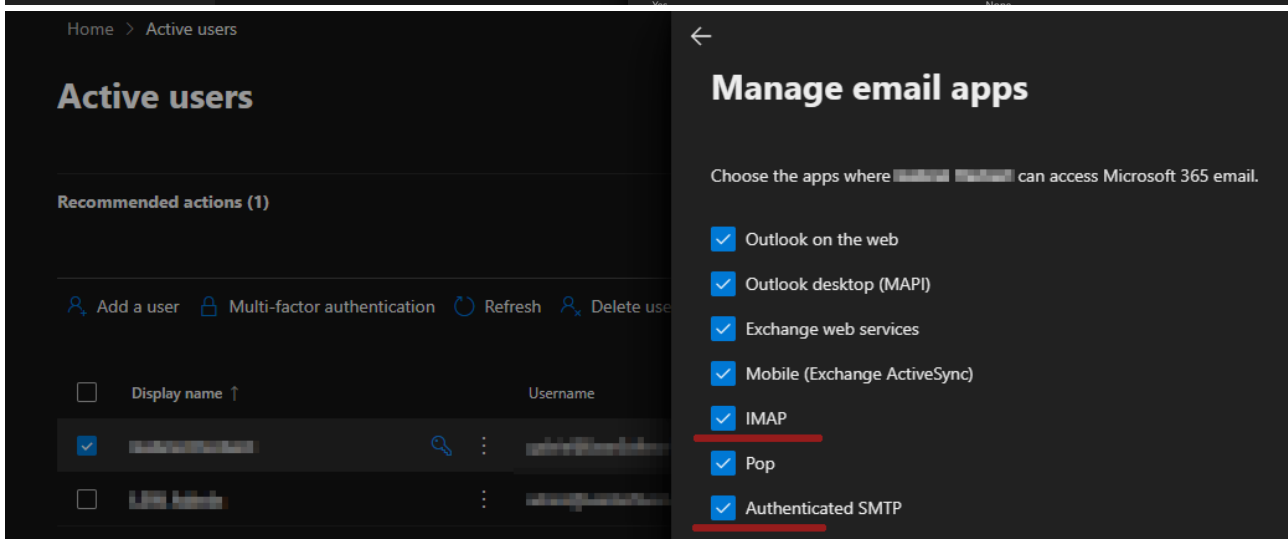 Yes
None
Home > Active users
Active users
Recommended actions (1)
Add a user Multi-factor authentication Refresh Delete use
Display name ↑ Username
Manage email apps
Choose the apps where can access Microsoft 365 email.
Outlook on the web
Outlook desktop (MAPI)
Exchange web services
Mobile (Exchange ActiveSync)
IMAP
Pop
Authenticated SMTP